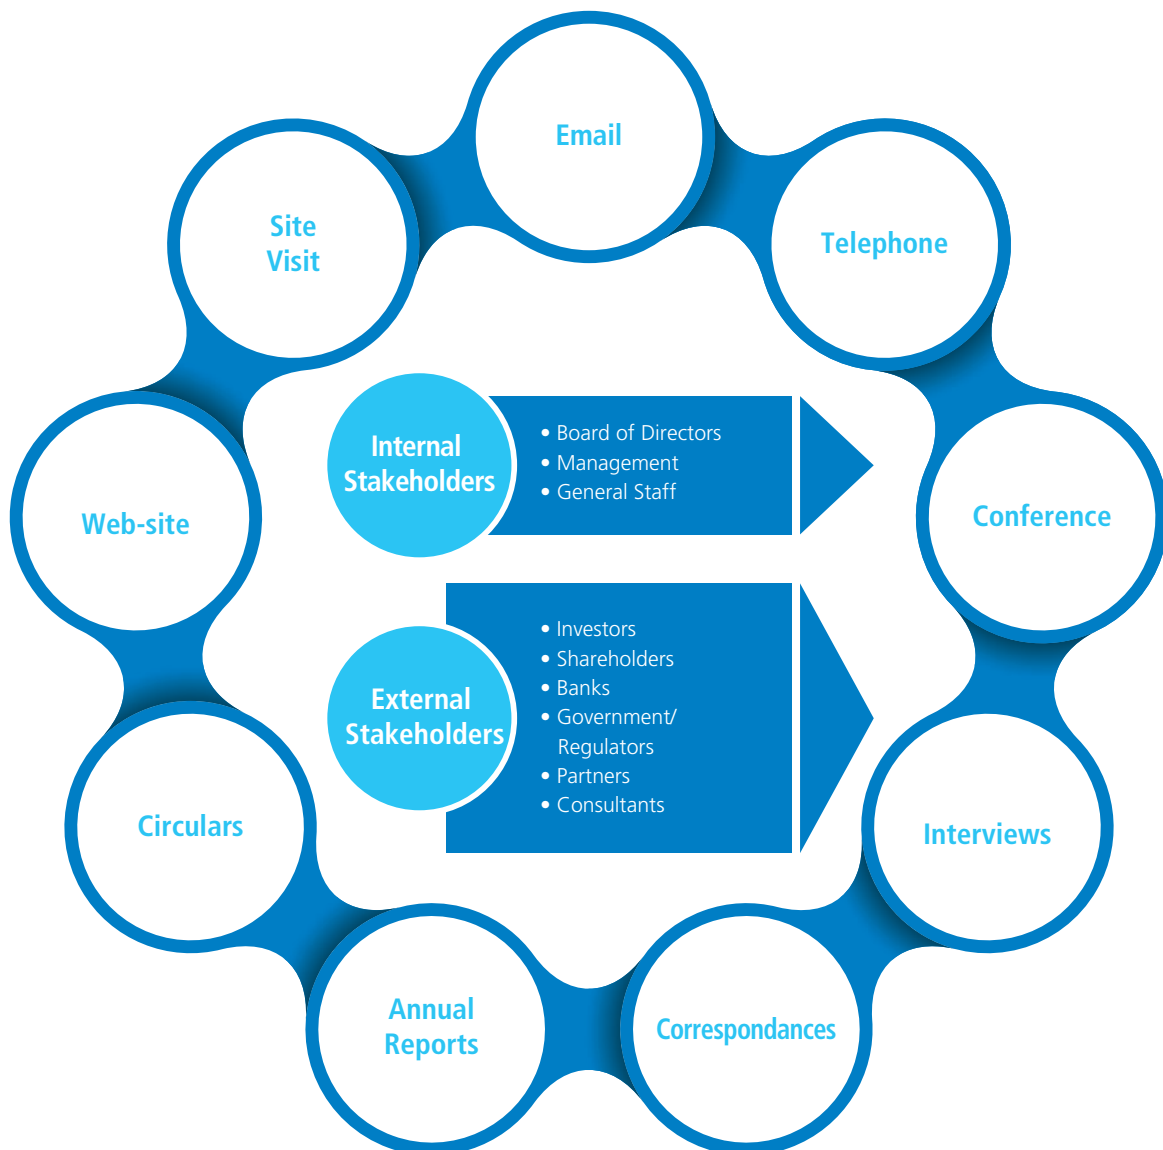 Email
Site
Visit
Telephone
Web-site
Conference
Internal
Stakeholders
• Board of Directors
• Management
• General Staff
External
Stakeholders
• Investors
• Shareholders
• Banks
• Government/
Regulators
• Partners
• Consultants
Circulars
Interviews
Annual
Reports
Correspondances